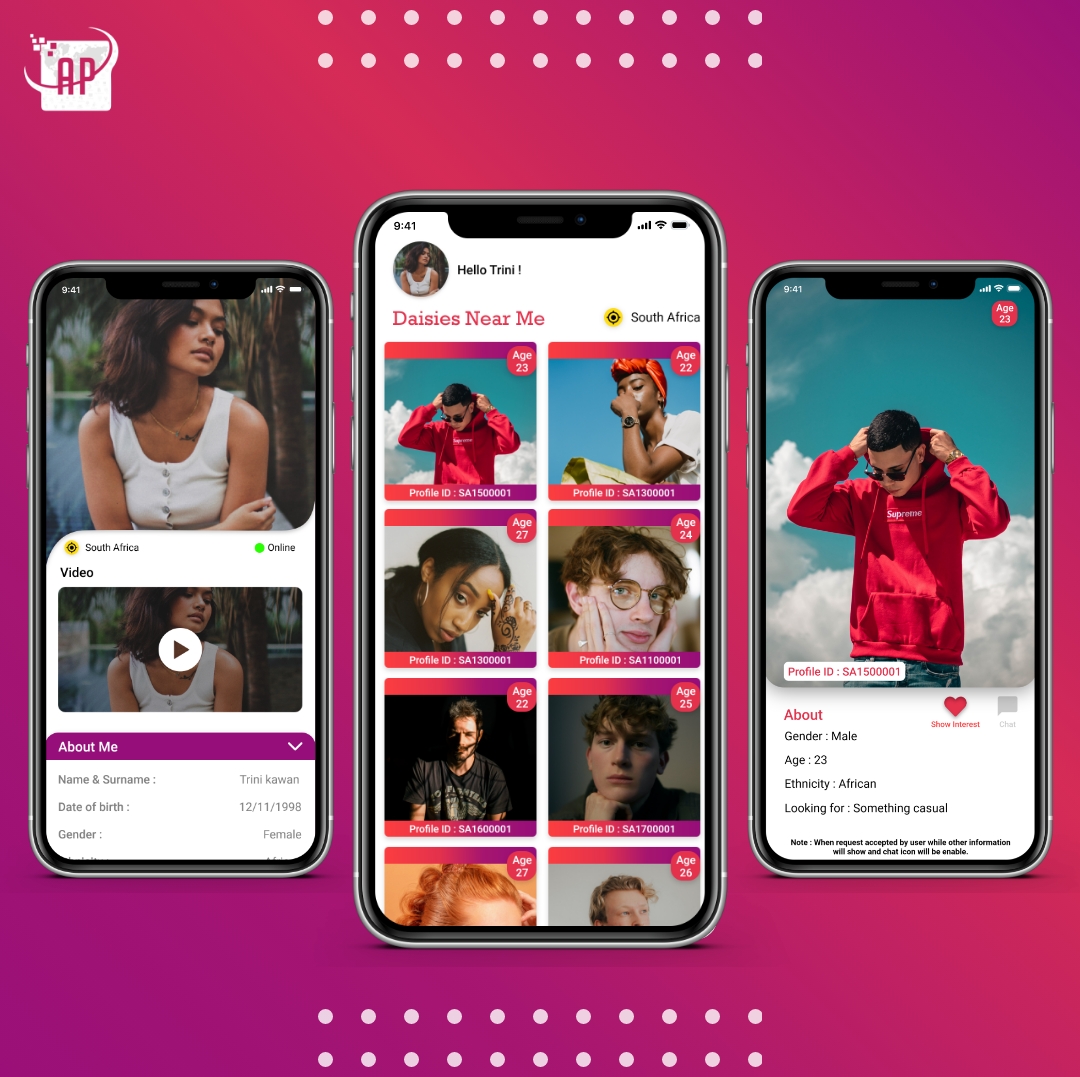 AP
9:41
South Africa
Online
Video
About Me
Name & Surname :
Trini kawan
Date of birth :
12/11/1998
Gender :
Female
9:41
Hello Trini !
Daisies Near Me
South Africa
Age
23
Supreme
Profile ID : SA1500001
Age
22
Profile ID : SA1300001
Age
27
Profile ID : SA1300001
Age
24
Profile ID : SA1100001
Age
22
Profile ID : SA1600001
Age
25
Profile ID : SA1700001
Age
27
Age
26
9:41
Age
23
Supreme
Profile ID : SA1500001
About
Show Interest
Chat
Gender : Male
Age : 23
Ethnicity : African
Looking for : Something casual
Note : When request accepted by user while other information
will show and chat icon will be enable.